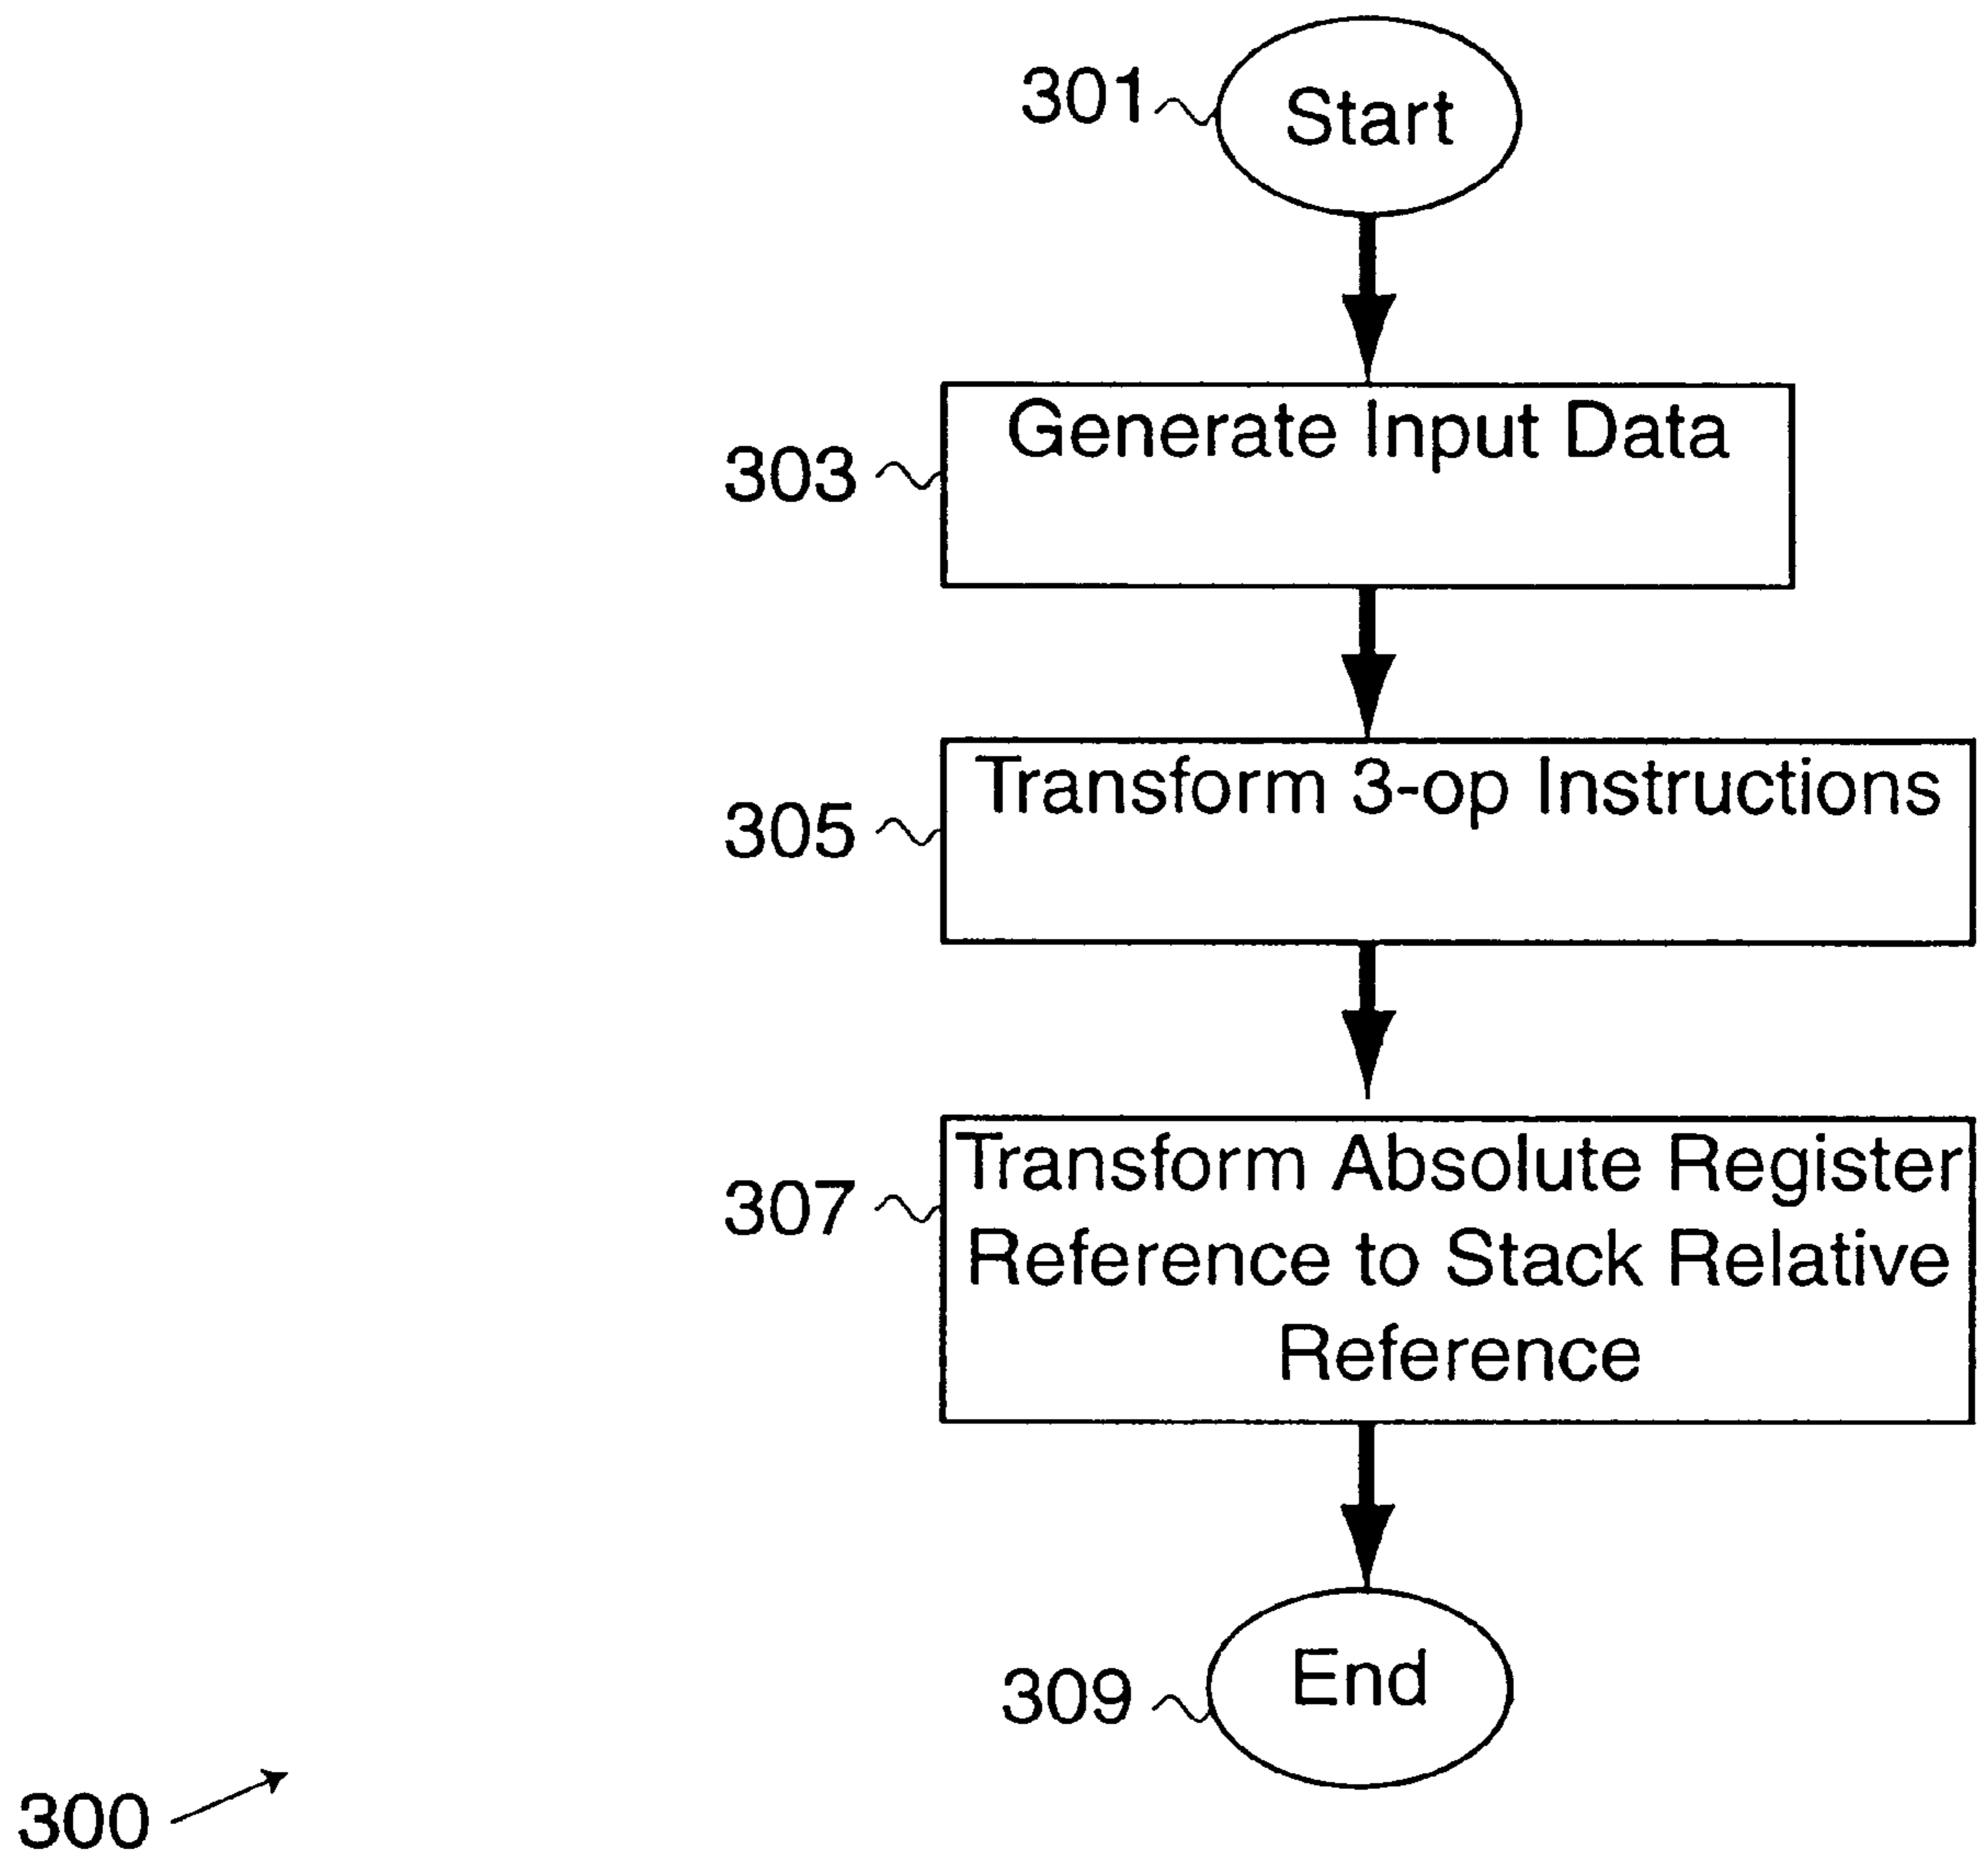 301
Start
303
Generate Input Data
305
Transform 3-op Instructions
307
Transform Absolute Register
Reference to Stack Relative
Reference
309
End
300